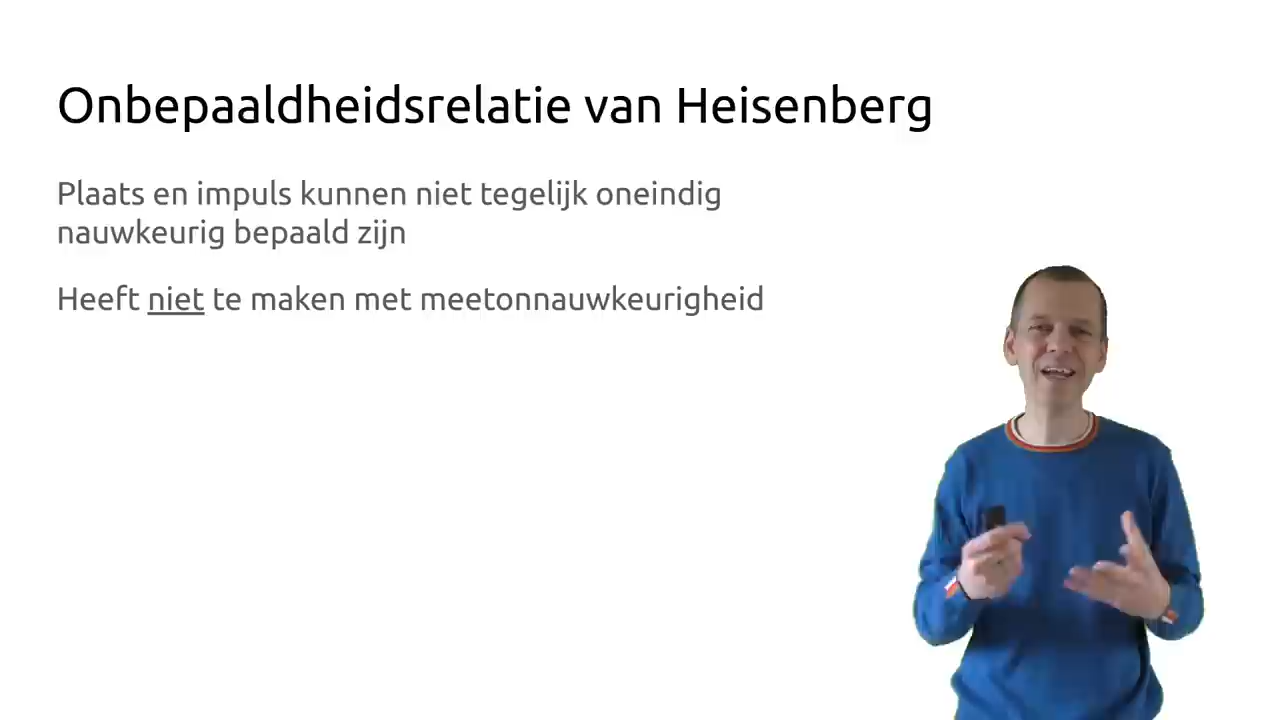 Onbepaaldheidsrelatie van Heisenberg
Plaats en impuls kunnen niet tegelijk oneindig
nauwkeurig bepaald zijn
Heeft niet te maken met meetonnauwkeurigheid